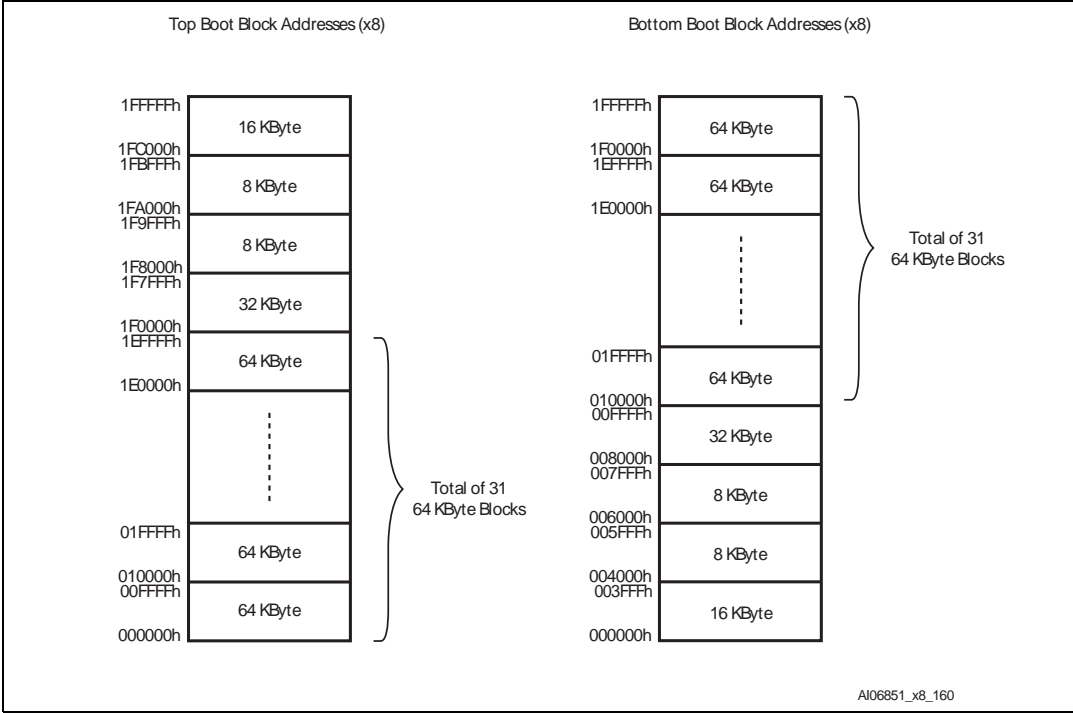 Top Boot Block Addresses (x8)
1FFFFFh
16 KByte
1FC000h
1FBFFFh
8 KByte
1FA000h
1F9FFFh
8 KByte
1F8000h
1F7FFFh
32 KByte
1F0000h
1EFFFFh
64 KByte
1E0000h
Total of 31
64 KByte Blocks
01FFFFh
64 KByte
010000h
00FFFFh
64 KByte
000000h
Bottom Boot Block Addresses (x8)
1FFFFFh
64 KByte
1F0000h
1EFFFFh
64 KByte
1E0000h
Total of 31
64 KByte Blocks
01FFFFh
64 KByte
010000h
00FFFFh
32 KByte
008000h
007FFFh
8 KByte
006000h
005FFFh
8 KByte
004000h
003FFFh
16 KByte
000000h
AI06851_x8_160